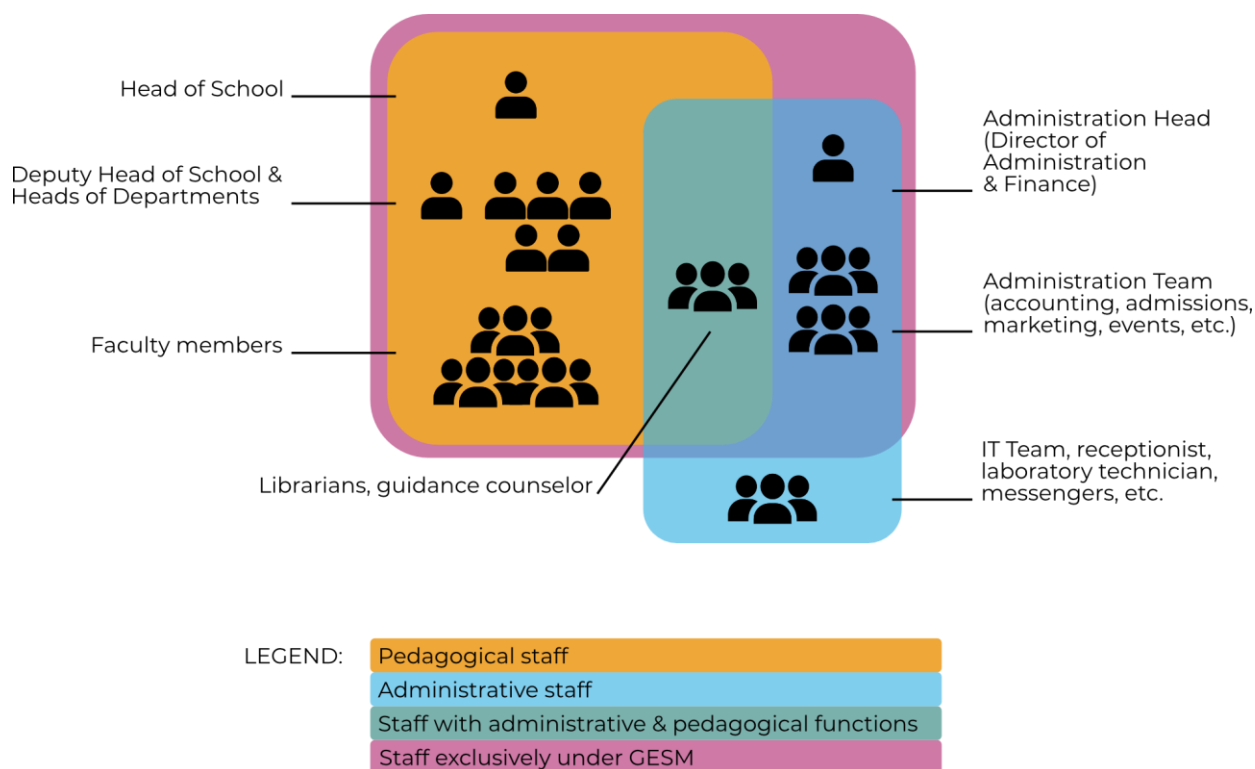 Head of School
Deputy Head of School &
Heads of Departments
Faculty members
Librarians, guidance counselor
Administration Head
(Director of
Administration
& Finance)
Administration Team
(accounting, admissions,
marketing, events, etc.)
IT Team, receptionist,
laboratory technician,
messengers, etc.
LEGEND:
Pedagogical staff
Administrative staff
Staff with administrative & pedagogical functions
Staff exclusively under GESM